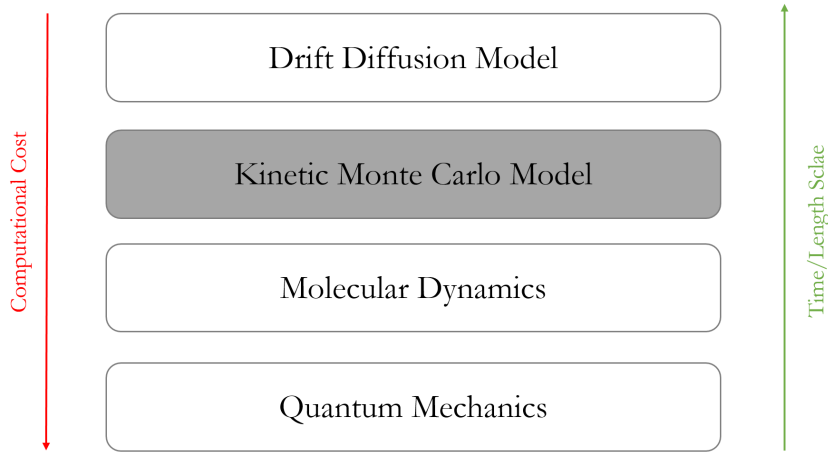 Drift Diffusion Model
Kinetic Monte Carlo Model
Molecular Dynamics
Quantum Mechanics
Computational Cost
Time/Length Sclae